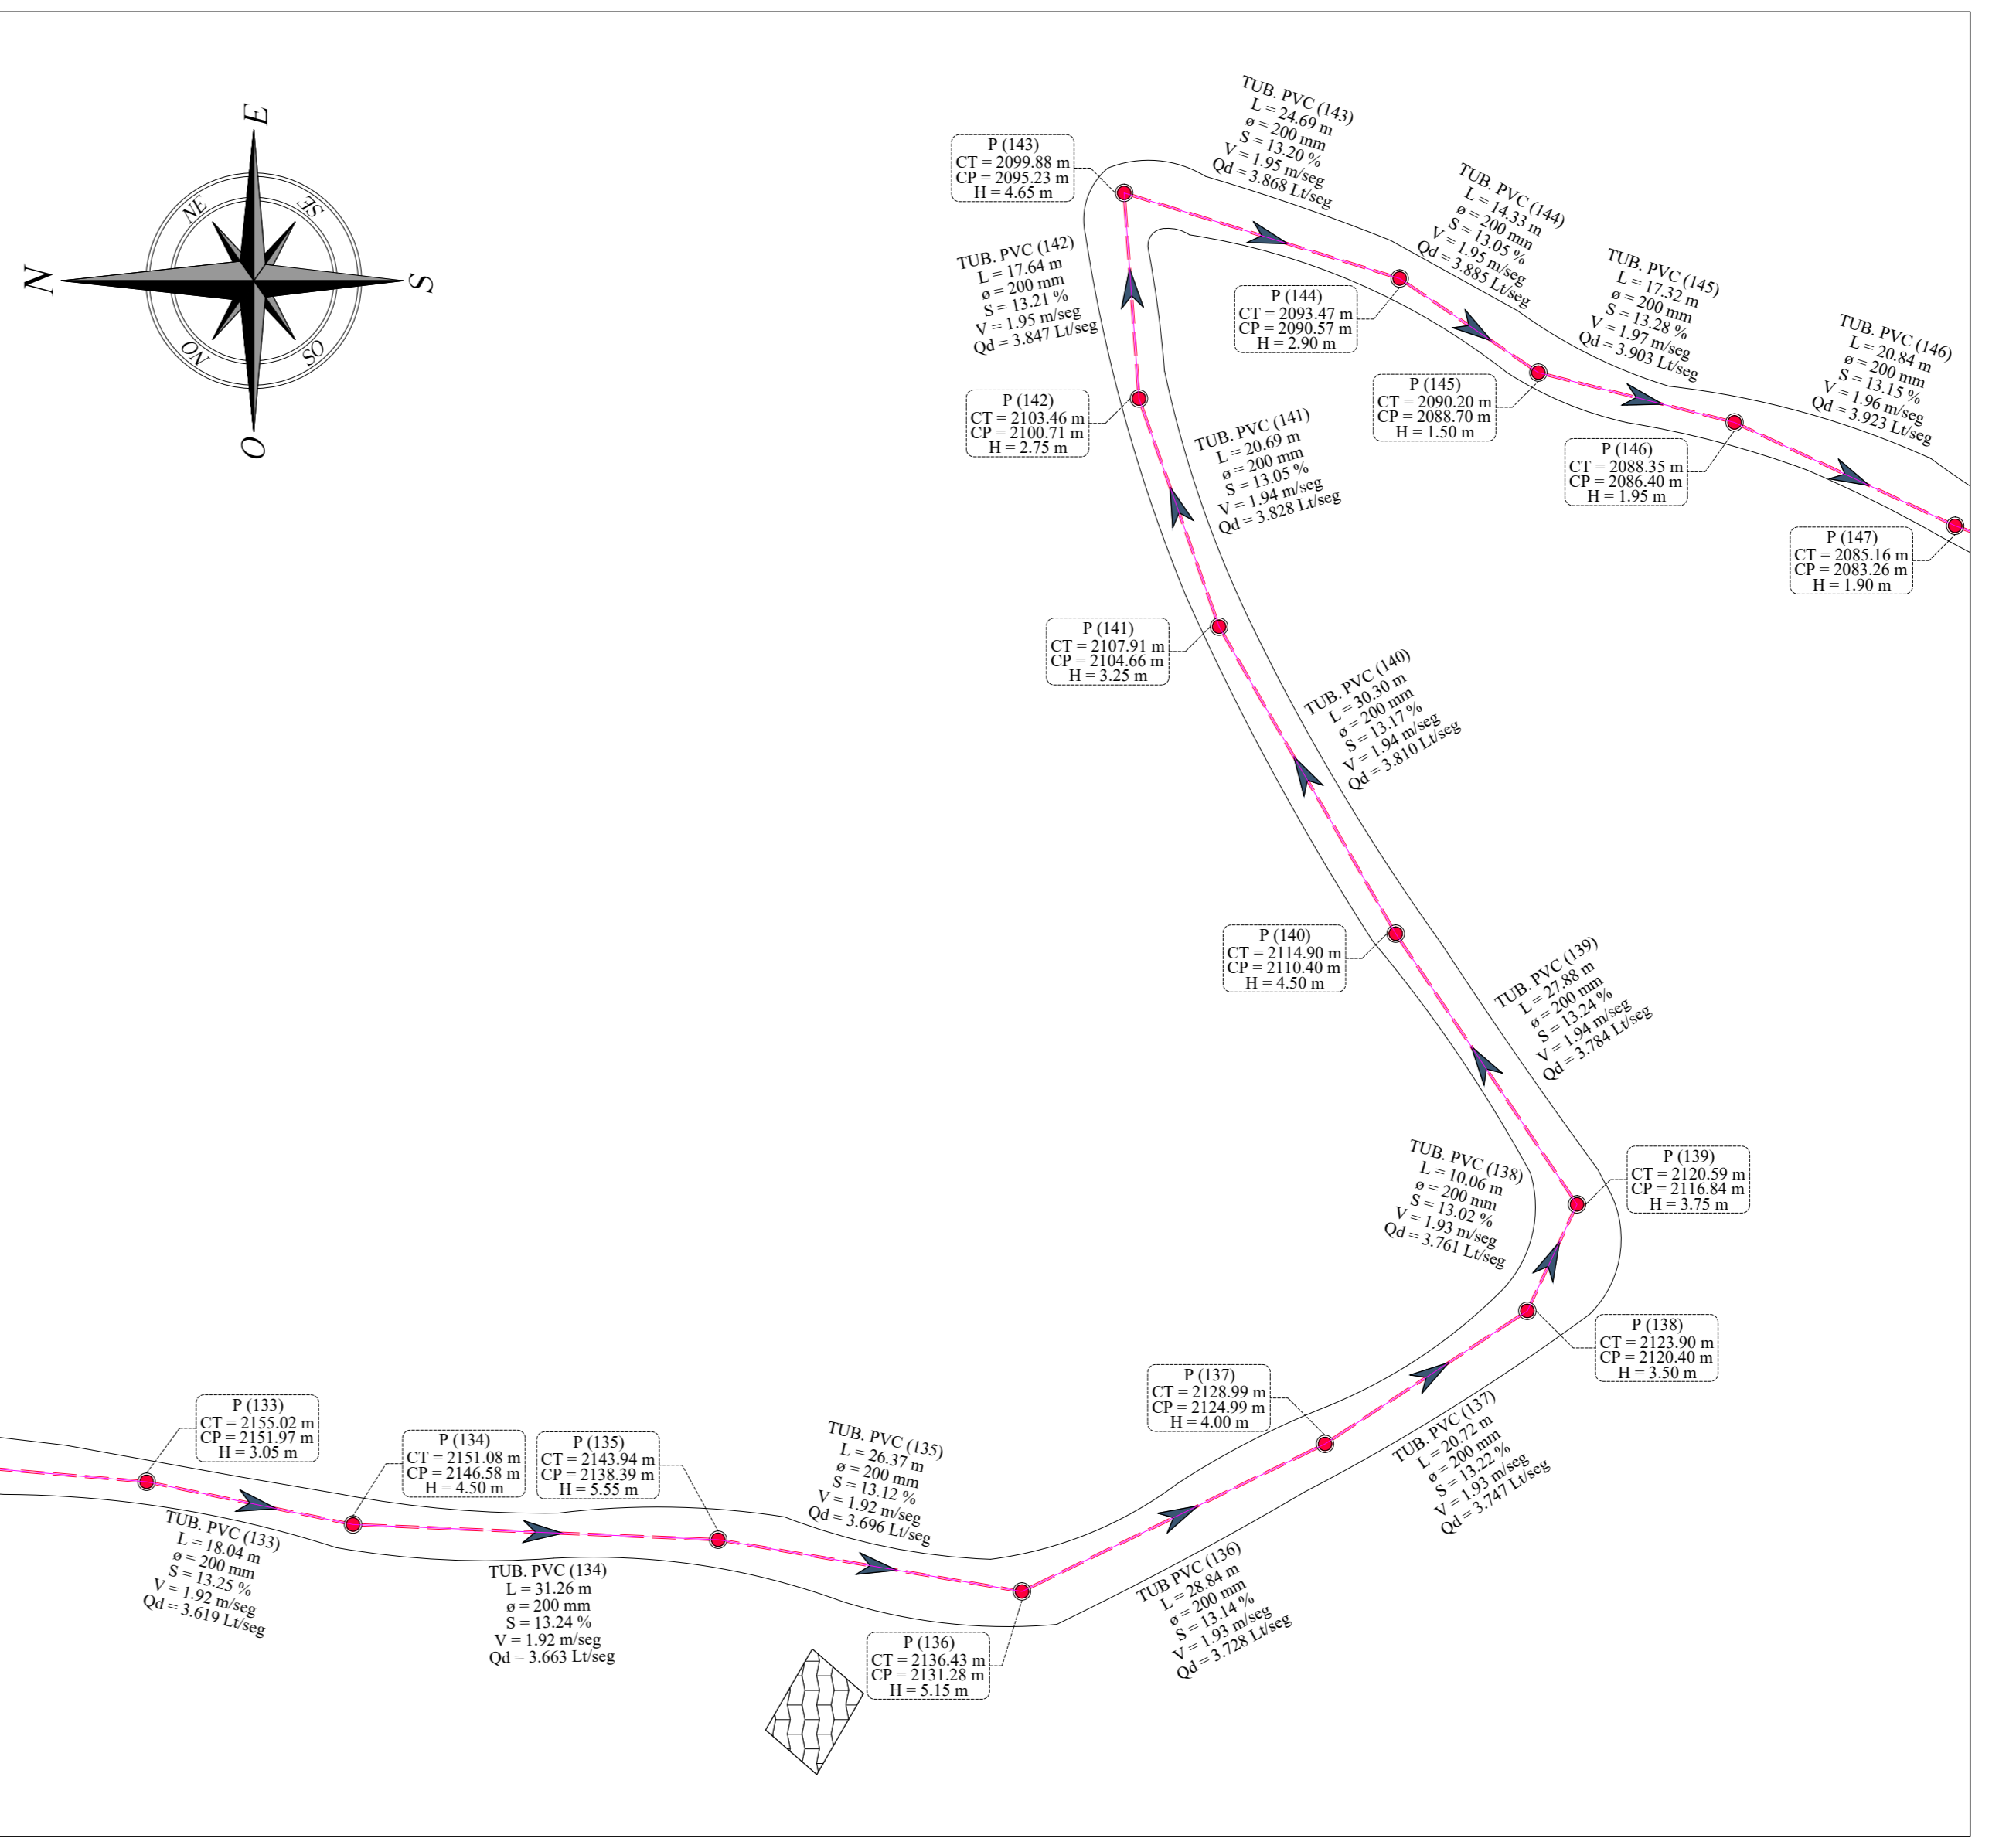 E
NE
SE
N
S
NO
SO
O
TUB. PVC (143)
L = 24.69 m
ø = 200 mm
S = 13.20 %
V = 1.95 m/seg
Qd = 3.868 Lt/seg
P (143)
CT = 2099.88 m
CP = 2095.23 m
H = 4.65 m
TUB. PVC (144)
L = 14.33 m
ø = 200 mm
S = 13.05 %
V = 1.95 m/seg
Qd = 3.885 Lt/seg
TUB. PVC (142)
L = 17.64 m
ø = 200 mm
S = 13.21 %
V = 1.95 m/seg
Qd = 3.847 Lt/seg
P (144)
CT = 2093.47 m
CP = 2090.57 m
H = 2.90 m
TUB. PVC (145)
L = 17.32 m
ø = 200 mm
S = 13.28 %
V = 1.97 m/seg
Qd = 3.903 Lt/seg
TUB. PVC (146)
L = 20.84 m
ø = 200 mm
S = 13.15 %
V = 1.96 m/seg
Qd = 3.923 Lt/seg
P (142)
CT = 2103.46 m
CP = 2100.71 m
H = 2.75 m
P (145)
CT = 2090.20 m
CP = 2088.70 m
H = 1.50 m
TUB. PVC (141)
L = 20.69 m
ø = 200 mm
S = 13.05 %
V = 1.94 m/seg
Qd = 3.828 Lt/seg
P (146)
CT = 2088.35 m
CP = 2086.40 m
H = 1.95 m
P (147)
CT = 2085.16 m
CP = 2083.26 m
H = 1.90 m
P (141)
CT = 2107.91 m
CP = 2104.66 m
H = 3.25 m
TUB. PVC (140)
L = 30.30 m
ø = 200 mm
S = 13.17 %
V = 1.94 m/seg
Qd = 3.810 Lt/seg
P (140)
CT = 2114.90 m
CP = 2110.40 m
H = 4.50 m
TUB. PVC (139)
L = 27.88 m
ø = 200 mm
S = 13.24 %
V = 1.94 m/seg
Qd = 3.784 Lt/seg
TUB. PVC (138)
L = 10.06 m
ø = 200 mm
S = 13.02 %
V = 1.93 m/seg
Qd = 3.761 Lt/seg
P (139)
CT = 2120.59 m
CP = 2116.84 m
H = 3.75 m
P (138)
CT = 2123.90 m
CP = 2120.40 m
H = 3.50 m
P (137)
CT = 2128.99 m
CP = 2124.99 m
H = 4.00 m
TUB. PVC (137)
L = 20.72 m
ø = 200 mm
S = 13.22 %
V = 1.93 m/seg
Qd = 3.747 Lt/seg
P (133)
CT = 2155.02 m
CP = 2151.97 m
H = 3.05 m
P (134)
CT = 2151.08 m
CP = 2146.58 m
H = 4.50 m
P (135)
CT = 2143.94 m
CP = 2138.39 m
H = 5.55 m
TUB. PVC (135)
L = 26.37 m
ø = 200 mm
S = 13.12 %
V = 1.92 m/seg
Qd = 3.696 Lt/seg
TUB. PVC (133)
L = 18.04 m
ø = 200 mm
S = 13.25 %
V = 1.92 m/seg
Qd = 3.619 Lt/seg
TUB. PVC (134)
L = 31.26 m
ø = 200 mm
S = 13.24 %
V = 1.92 m/seg
Qd = 3.663 Lt/seg
TUB PVC (136)
L = 28.84 m
ø = 200 mm
S = 13.14 %
V = 1.93 m/seg
Qd = 3.728 Lt/seg
P (136)
CT = 2136.43 m
CP = 2131.28 m
H = 5.15 m